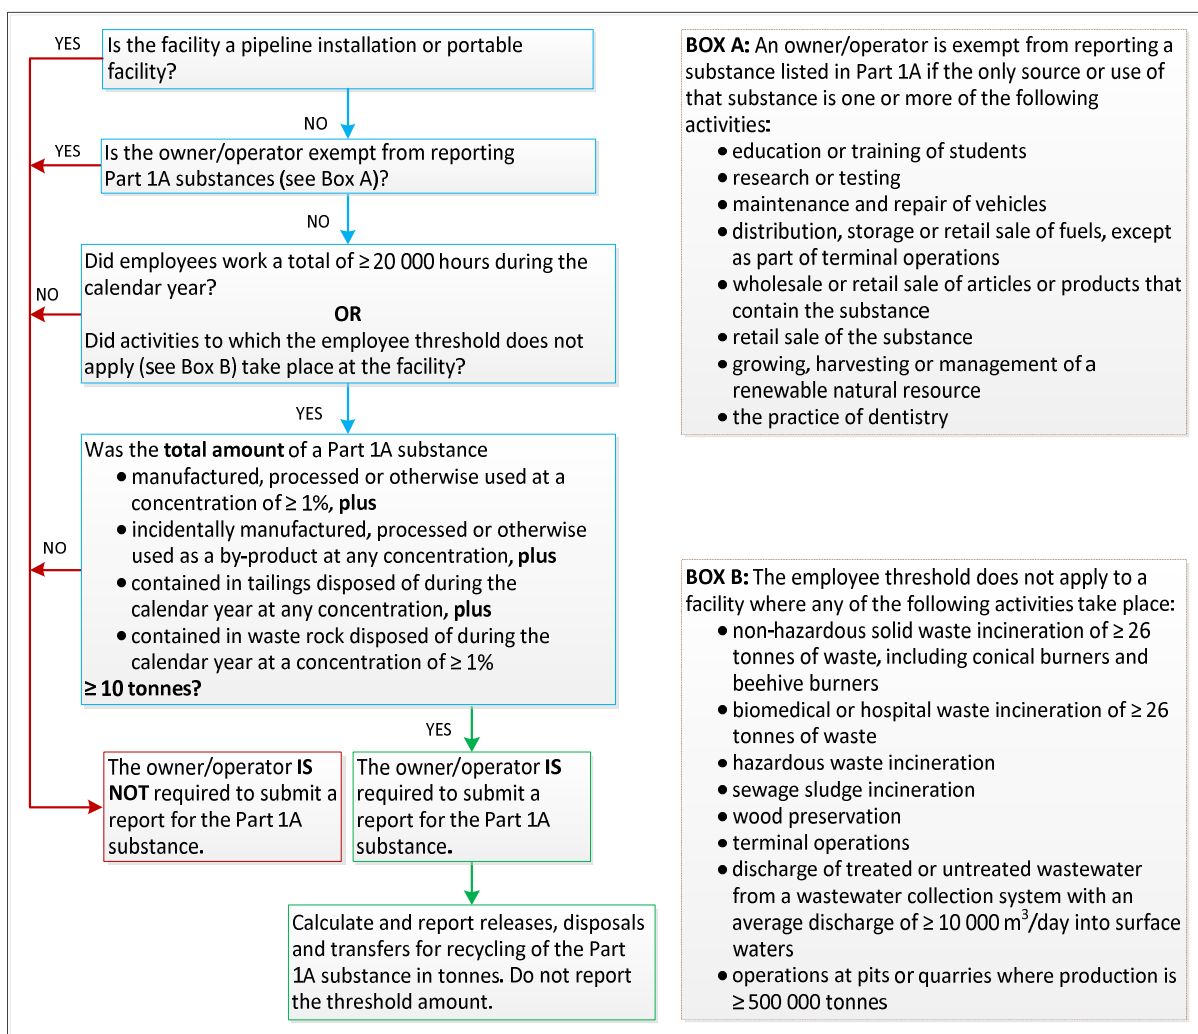 YES
Is the facility a pipeline installation or portable
facility?
NO
YES
Is the owner/operator exempt from reporting
Part 1A substances (see Box A)?
NO
Did employees work a total of ≥ 20 000 hours during the
calendar year?
NO
OR
Did activities to which the employee threshold does not
apply (see Box B) take place at the facility?
YES
Was the total amount of a Part 1A substance
• manufactured, processed or otherwise used at a
concentration of ≥ 1%, plus
• incidentally manufactured, processed or otherwise
used as a by-product at any concentration, plus
NO
• contained in tailings disposed of during the
calendar year at any concentration, plus
• contained in waste rock disposed of during the
calendar year at a concentration of ≥ 1%
≥ 10 tonnes?
YES
The owner/operator IS
NOT required to submit a
report for the Part 1A
substance.
The owner/operator IS
required to submit a
report for the Part 1A
substance.
Calculate and report releases, disposals
and transfers for recycling of the Part
1A substance in tonnes. Do not report
the threshold amount.
BOX A: An owner/operator is exempt from reporting a
substance listed in Part 1A if the only source or use of
that substance is one or more of the following
activities:
• education or training of students
• research or testing
• maintenance and repair of vehicles
• distribution, storage or retail sale of fuels, except
as part of terminal operations
• wholesale or retail sale of articles or products that
contain the substance
• retail sale of the substance
• growing, harvesting or management of a
renewable natural resource
• the practice of dentistry
BOX B: The employee threshold does not apply to a
facility where any of the following activities take place:
• non-hazardous solid waste incineration of ≥ 26
tonnes of waste, including conical burners and
beehive burners
• biomedical or hospital waste incineration of ≥ 26
tonnes of waste
• hazardous waste incineration
• sewage sludge incineration
• wood preservation
• terminal operations
• discharge of treated or untreated wastewater
from a wastewater collection system with an
average discharge of ≥ 10 000 m³/day into surface
waters
• operations at pits or quarries where production is
≥ 500 000 tonnes